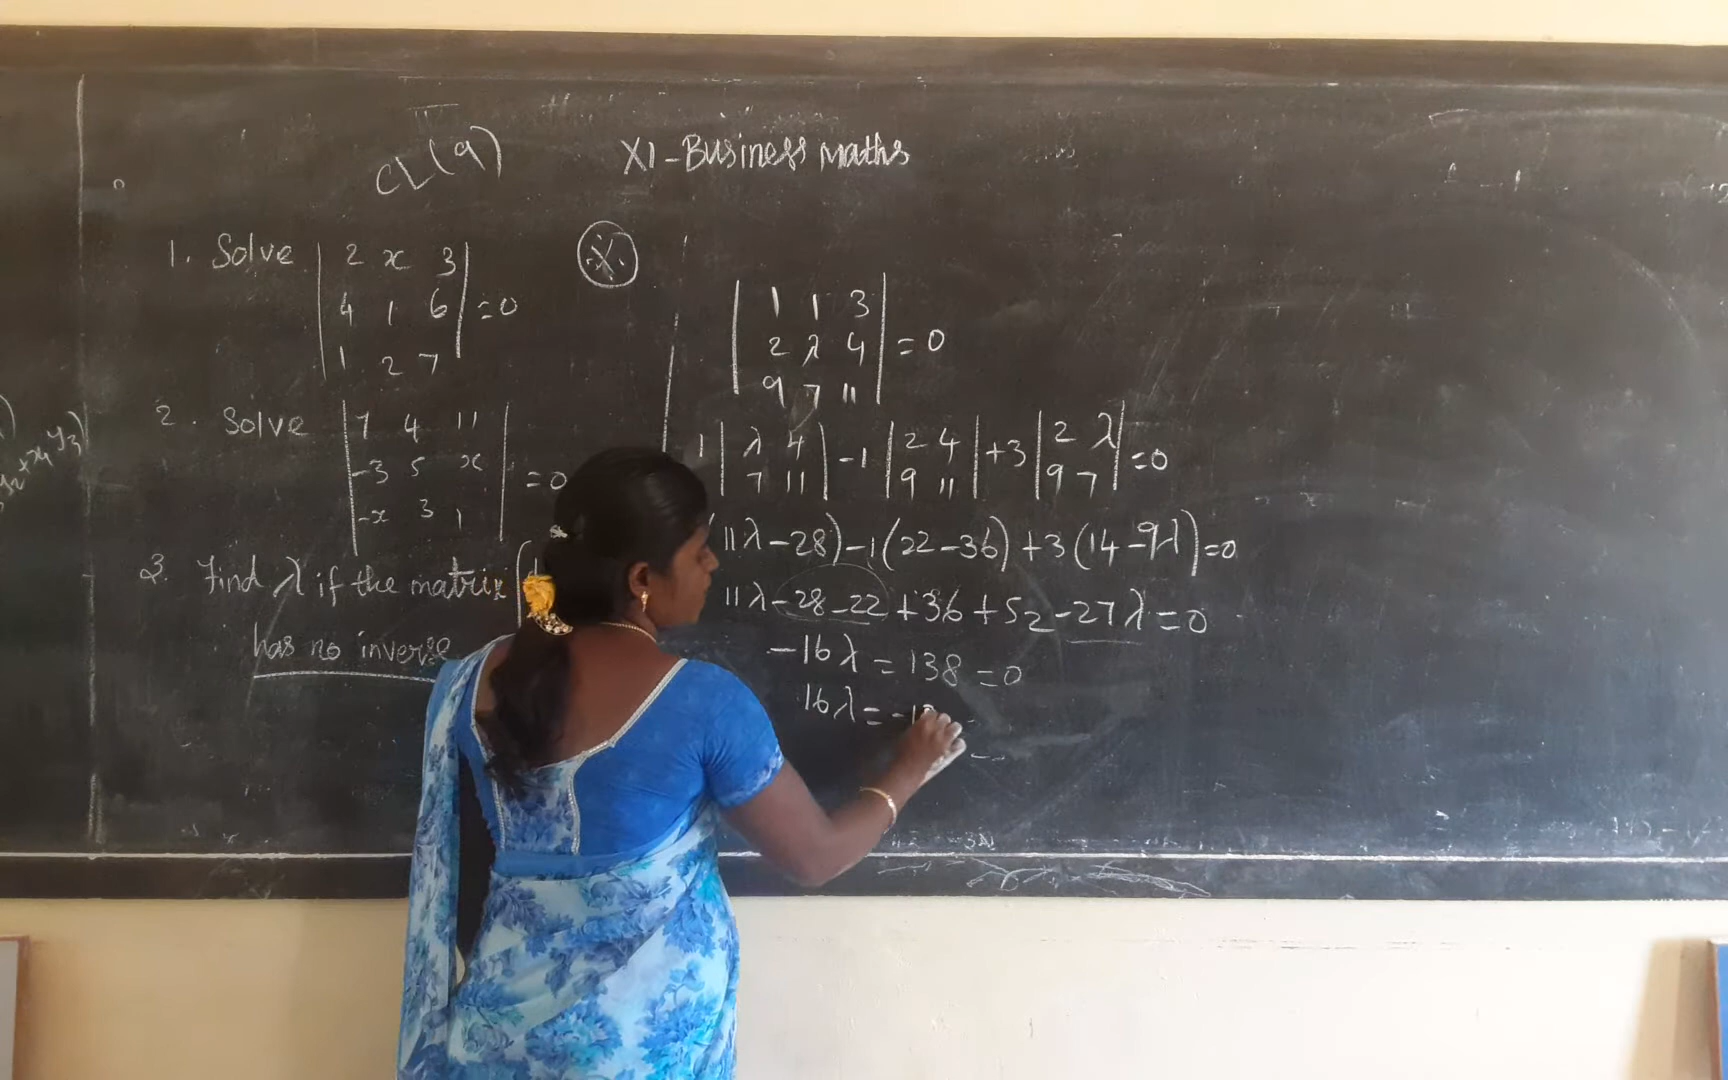 CL(9)
XI-Business Maths
1. Solve | 2 x 3 |
| 4 1 6 | =0
| 1 2 7 |
2. Solve | 7 4 11 |
| -3 5 x | =0
| -x 3 1 |
3. Find λ if the matrix (
has no inverse
X.
| 1 1 3 |
| 2 λ 4 | = 0
| 9 7 11 |
1 | λ 4 | -1 | 2 4 | +3 | 2 λ | =0
| 7 11 | | 9 11 | | 9 7 |
(11λ-28)-1(22-36)+3(14-9λ)=0
11λ-28-22+36+52-27λ=0
-16λ = 138 =0
16λ = -1
y2+x4y3)